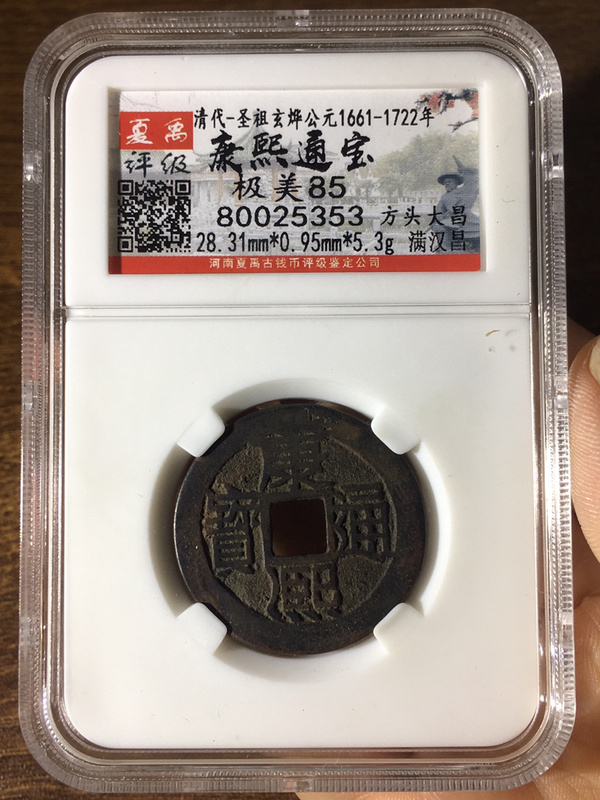 清代-圣祖玄烨公元1661-1722年
夏禹
评级
康熙通宝
极美85
80025353 方头大昌
28.31mm*0.95mm*5.3g 满汉昌
河南夏禹古钱币评级鉴定公司
康熙通寶